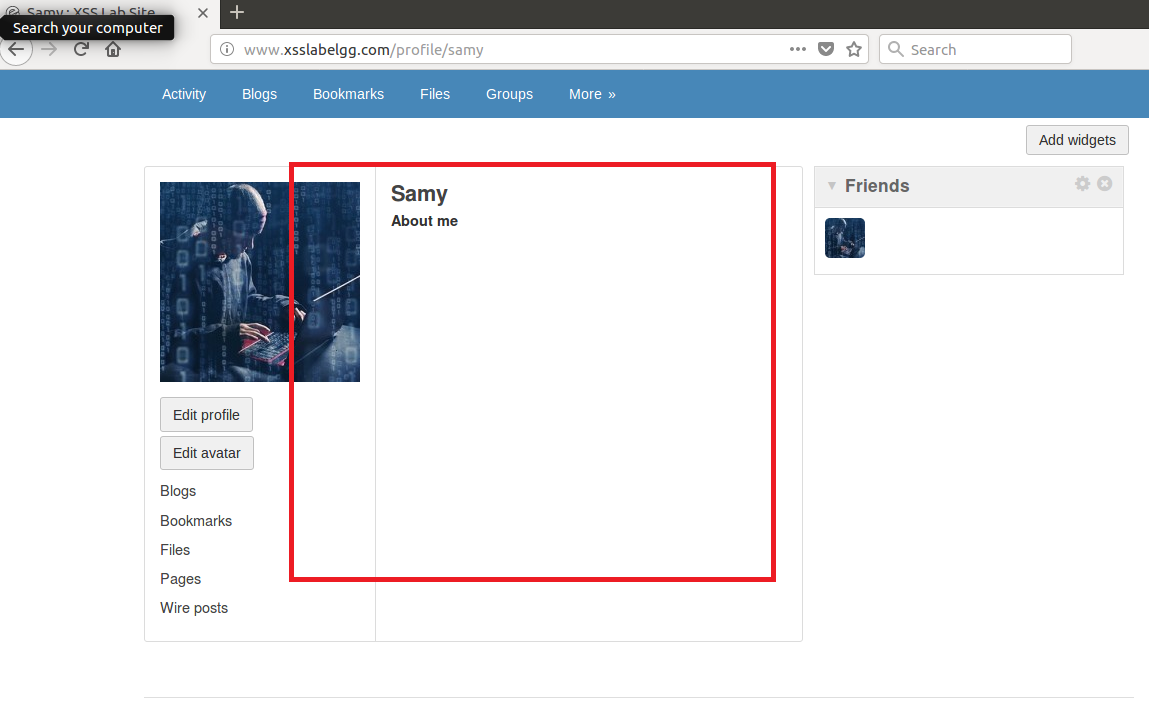 Samy : XSS Lab Site
Search your computer
www.xsslabelgg.com/profile/samy
Search
Activity
Blogs
Bookmarks
Files
Groups
More »
Add widgets
Samy
About me
Edit profile
Edit avatar
Blogs
Bookmarks
Files
Pages
Wire posts
Friends